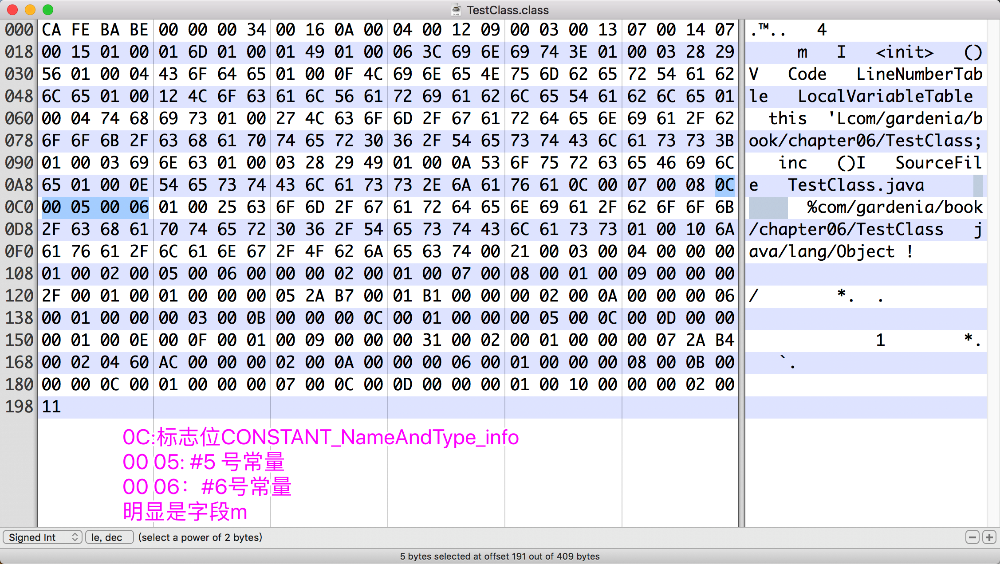 TestClass.class
000 CA FE BA BE 00 00 00 34 00 16 0A 00 04 00 12 09 00 03 00 13 07 00 14 07 .™.. 4
018 00 15 01 00 01 6D 01 00 01 49 01 00 06 3C 69 6E 69 74 3E 01 00 03 28 29 m I <init> ()
030 56 01 00 04 43 6F 64 65 01 00 0F 4C 69 6E 65 4E 75 6D 62 65 72 54 61 62 V Code LineNumberTab
048 6C 65 01 00 12 4C 6F 63 61 6C 56 61 72 69 61 62 6C 65 54 61 62 6C 65 01 le LocalVariableTable
060 00 04 74 68 69 73 01 00 27 4C 63 6F 6D 2F 67 61 72 64 65 6E 69 61 2F 62 this 'Lcom/gardenia/b
078 6F 6F 6B 2F 63 68 61 70 74 65 72 30 36 2F 54 65 73 74 43 6C 61 73 73 3B ook/chapter06/TestClass;
090 01 00 03 69 6E 63 01 00 03 28 29 49 01 00 0A 53 6F 75 72 63 65 46 69 6C inc ()I SourceFil
0A8 65 01 00 0E 54 65 73 74 43 6C 61 73 73 2E 6A 61 76 61 0C 00 07 00 08 0C e TestClass.java
0C0 00 05 00 06 01 00 25 63 6F 6D 2F 67 61 72 64 65 6E 69 61 2F 62 6F 6F 6B %com/gardenia/book
0D8 2F 63 68 61 70 74 65 72 30 36 2F 54 65 73 74 43 6C 61 73 73 01 00 10 6A /chapter06/TestClass j
0F0 61 76 61 2F 6C 61 6E 67 2F 4F 62 6A 65 63 74 00 21 00 03 00 04 00 00 00 ava/lang/Object !
108 01 00 02 00 05 00 06 00 00 00 02 00 01 00 07 00 08 00 01 00 09 00 00 00
120 2F 00 01 00 01 00 00 00 05 2A B7 00 01 B1 00 00 00 02 00 0A 00 00 00 06 / *. .
138 00 01 00 00 00 03 00 0B 00 00 00 0C 00 01 00 00 00 05 00 0C 00 0D 00 00
150 00 01 00 0E 00 0F 00 01 00 09 00 00 00 31 00 02 00 01 00 00 00 07 2A B4 1 *.
168 00 02 04 60 AC 00 00 00 02 00 0A 00 00 00 06 00 01 00 00 00 08 00 0B 00 `.
180 00 00 0C 00 01 00 00 00 07 00 0C 00 0D 00 00 00 01 00 10 00 00 00 02 00
198 11
0C:标志位CONSTANT_NameAndType_info
00 05: #5 号常量
00 06：#6号常量
明显是字段m
Signed Int le, dec (select a power of 2 bytes)
5 bytes selected at offset 191 out of 409 bytes